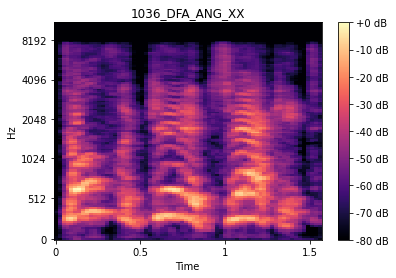 1036_DFA_ANG_XX
Hz
8192
4096
2048
1024
512
0
0
0.5
1
1.5
Time
+0 dB
-10 dB
-20 dB
-30 dB
-40 dB
-50 dB
-60 dB
-70 dB
-80 dB